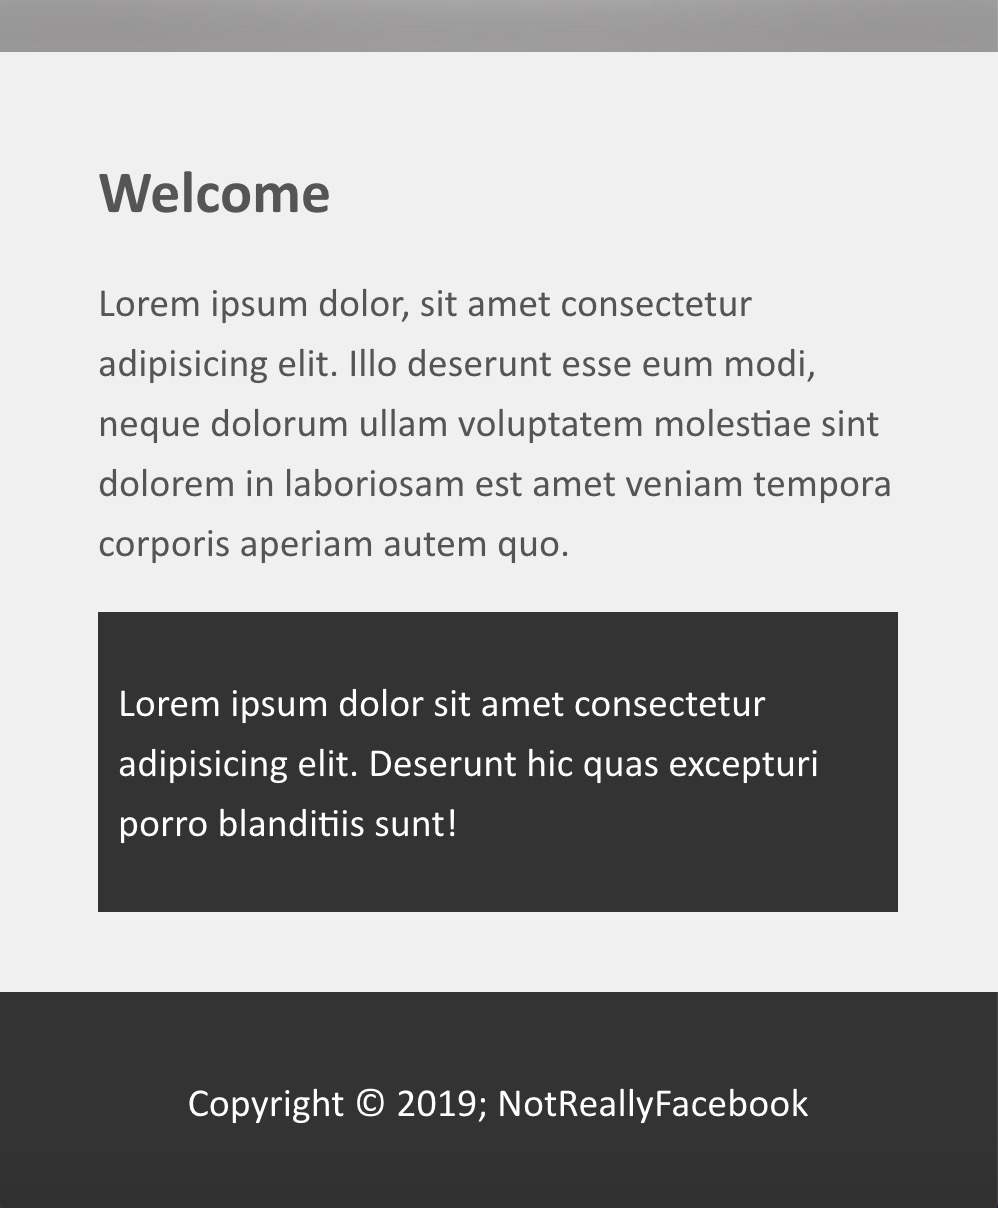 Welcome
Lorem ipsum dolor, sit amet consectetur
adipisicing elit. Illo deserunt esse eum modi,
neque dolorum ullam voluptatem molestiae sint
dolorem in laboriosam est amet veniam tempora
corporis aperiam autem quo.
Lorem ipsum dolor sit amet consectetur
adipisicing elit. Deserunt hic quas excepturi
porro blanditiis sunt!
Copyright © 2019; NotReallyFacebook